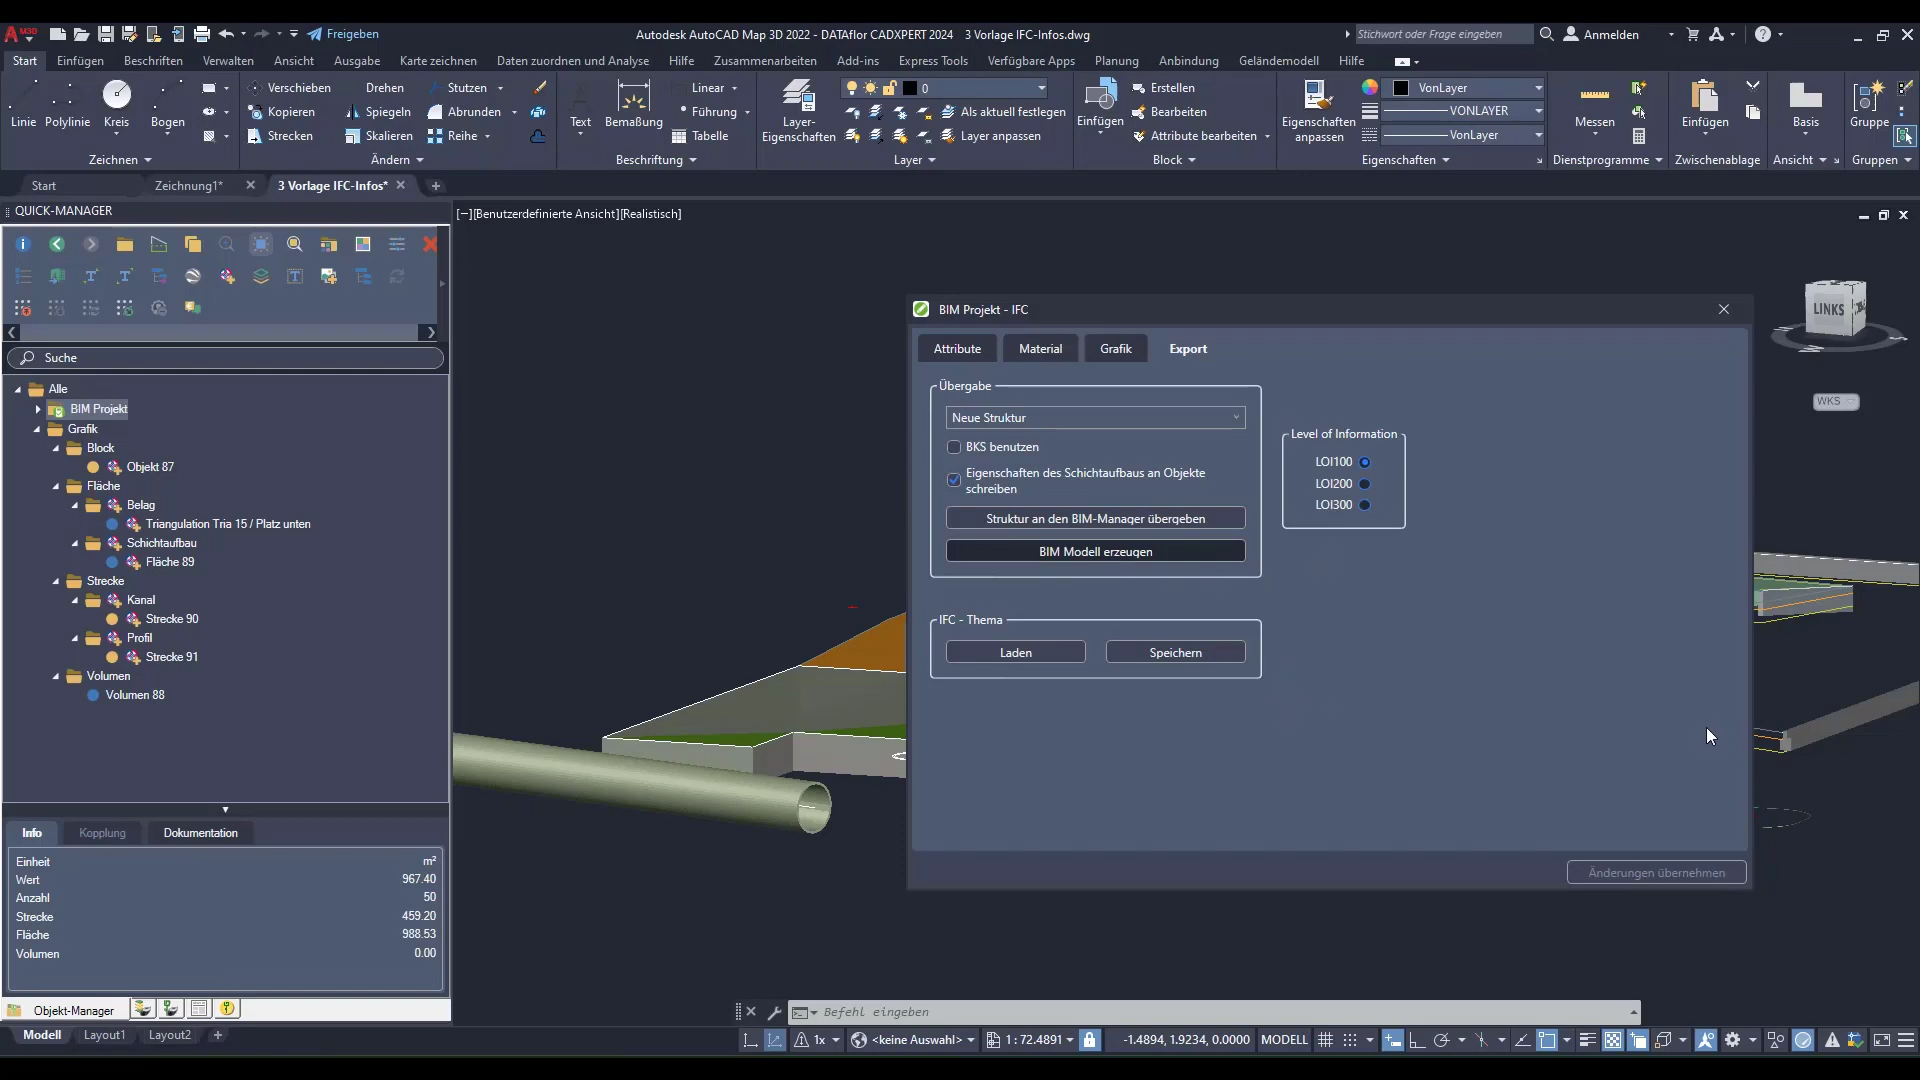 M3D
Freigeben
Autodesk AutoCAD Map 3D 2022 - DATAflor CADXPERT 2024 3 Vorlage IFC-Infos.dwg
Stichwort oder Frage eingeben
Anmelden
Start Einfügen Beschriften Verwalten Ansicht Ausgabe Karte zeichnen Daten zuordnen und Analyse Hilfe Zusammenarbeiten Add-ins Express Tools Verfügbare Apps Planung Anbindung Geländemodell Hilfe
Linie
Polylinie
Kreis
Bogen
Zeichnen
Verschieben
Drehen
Stutzen
Kopieren
Spiegeln
Abrunden
Strecken
Skalieren
Reihe
Ändern
Text
Bemaßung
Linear
Führung
Tabelle
Beschriftung
Layer-
Eigenschaften
0
Als aktuell festlegen
Layer anpassen
Layer
Einfügen
Erstellen
Bearbeiten
Attribute bearbeiten
Block
Eigenschaften
anpassen
VonLayer
VONLAYER
VonLayer
Eigenschaften
Messen
Dienstprogramme
Einfügen
Zwischenablage
Basis
Ansicht
Gruppe
Gruppen
Start
Zeichnung1*
3 Vorlage IFC-Infos*
QUICK-MANAGER
[−][Benutzerdefinierte Ansicht][Realistisch]
Suche
Alle
BIM Projekt
Grafik
Block
Objekt 87
Fläche
Belag
Triangulation Tria 15 / Platz unten
Schichtaufbau
Fläche 89
Strecke
Kanal
Strecke 90
Profil
Strecke 91
Volumen
Volumen 88
Info
Kopplung
Dokumentation
Einheit m²
Wert 967.40
Anzahl 50
Strecke 459.20
Fläche 988.53
Volumen 0.00
Objekt-Manager
BIM Projekt - IFC
Attribute
Material
Grafik
Export
Übergabe
Neue Struktur
BKS benutzen
Eigenschaften des Schichtaufbaus an Objekte
schreiben
Struktur an den BIM-Manager übergeben
BIM Modell erzeugen
Level of Information
LOI100
LOI200
LOI300
IFC - Thema
Laden
Speichern
Änderungen übernehmen
LINKS
WKS
Befehl eingeben
Modell
Layout1
Layout2
1x
<keine Auswahl>
1 : 72.4891
-1.4894, 1.9234, 0.0000
MODELL